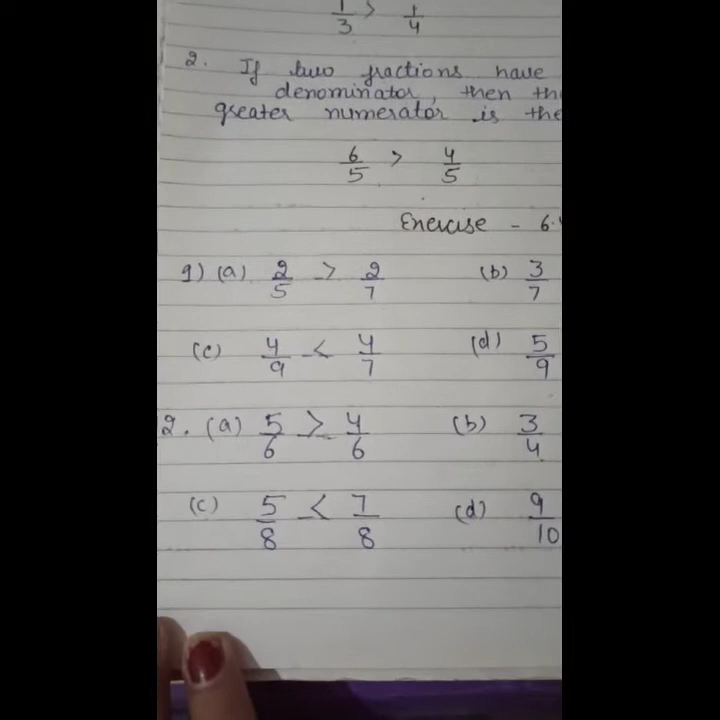 1/3 > 1/4
2. If two fractions have
denominator, then th
greater numerator is the
6/5 > 4/5
Exercise - 6.
1) (a) 2/5 > 2/7 (b) 3/7
(c) 4/9 < 4/7 (d) 5/9
2. (a) 5/6 > 4/6 (b) 3/4
(c) 5/8 < 7/8 (d) 9/10